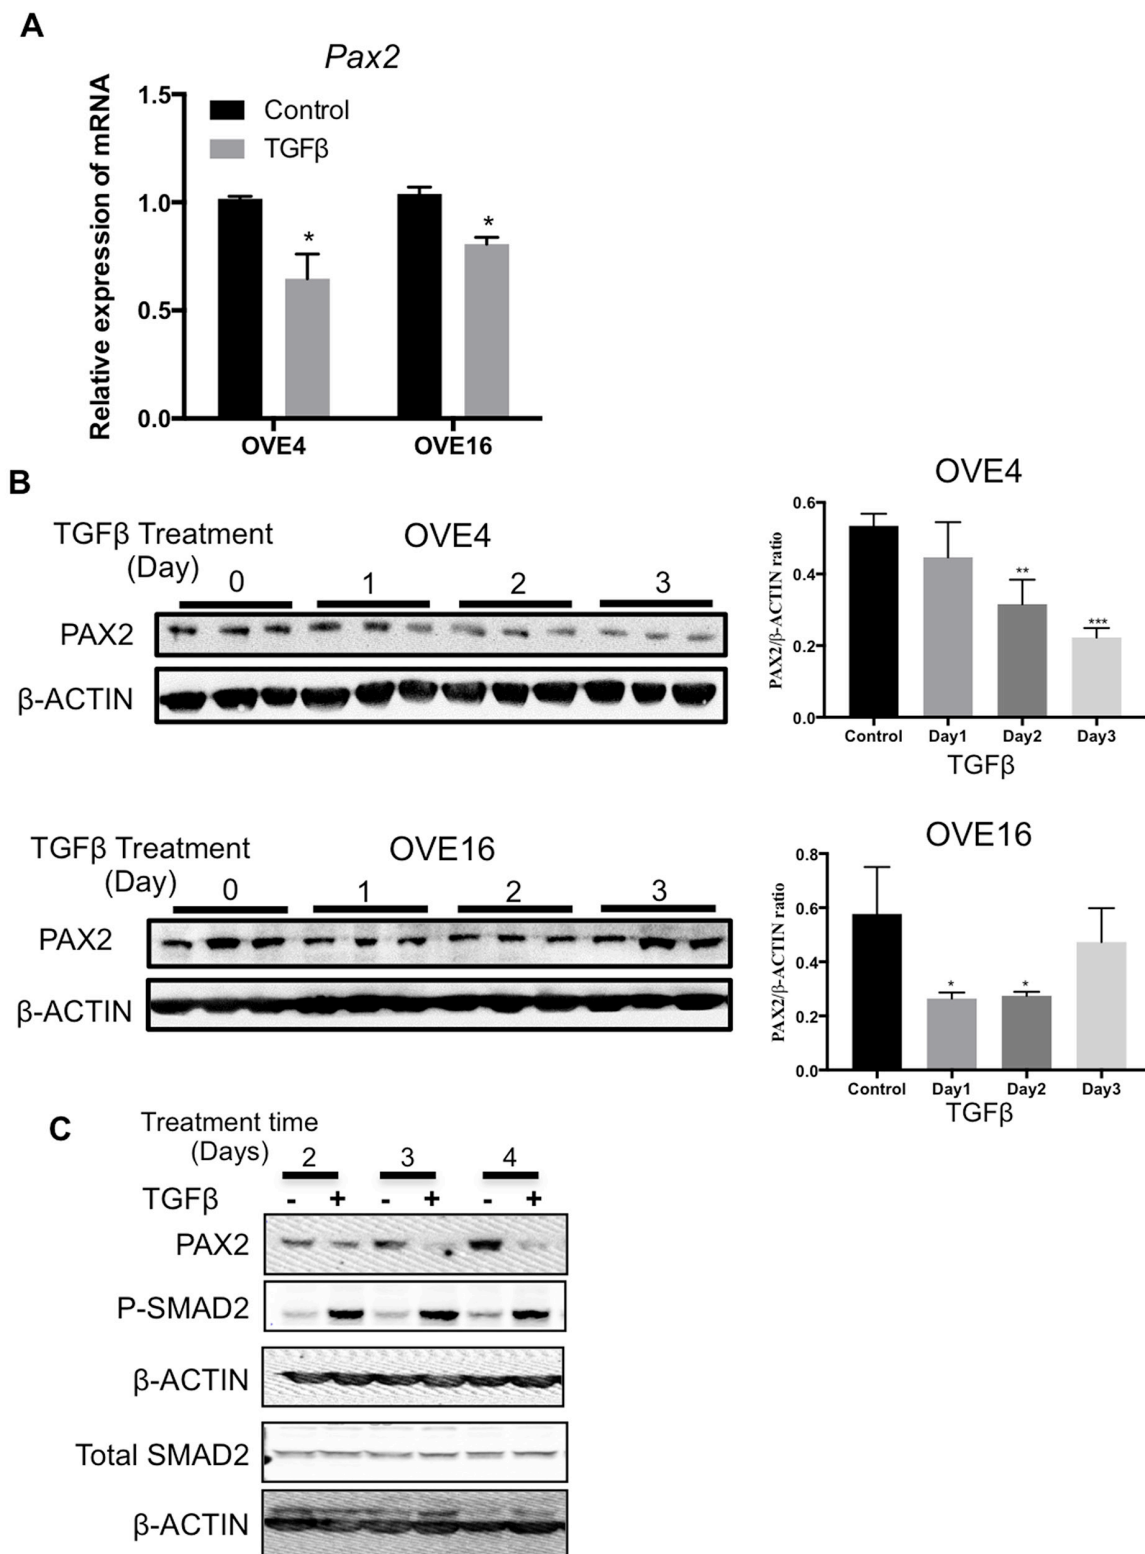 A
Pax2
Relative expression of mRNA
1.5
1.0
0.5
0.0
Control
TGFβ
*
*
OVE4
OVE16
B
TGFβ Treatment
(Day)
OVE4
0 1 2 3
PAX2
β-ACTIN
OVE4
PAX2/β-ACTIN ratio
0.6
0.4
0.2
0.0
**
***
Control Day1 Day2 Day3
TGFβ
TGFβ Treatment
(Day)
OVE16
0 1 2 3
PAX2
β-ACTIN
OVE16
PAX2/β-ACTIN ratio
0.8
0.6
0.4
0.2
0.0
* *
Control Day1 Day2 Day3
TGFβ
C
Treatment time
(Days)
2 3 4
TGFβ - + - + - +
PAX2
P-SMAD2
β-ACTIN
Total SMAD2
β-ACTIN